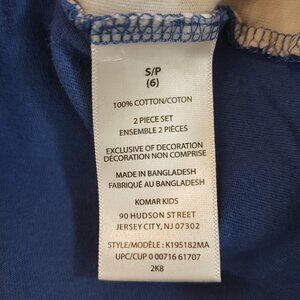 S/P
(6)
100% COTTON/COTON
2 PIECE SET
ENSEMBLE 2 PIÈCES
EXCLUSIVE OF DECORATION
DÉCORATION NON COMPRISE
MADE IN BANGLADESH
FABRIQUÉ AU BANGLADESH
KOMAR KIDS
90 HUDSON STREET
JERSEY CITY, NJ 07302
STYLE/MODÈLE: K195182MA
UPC/CUP 0 00716 61707
2K8